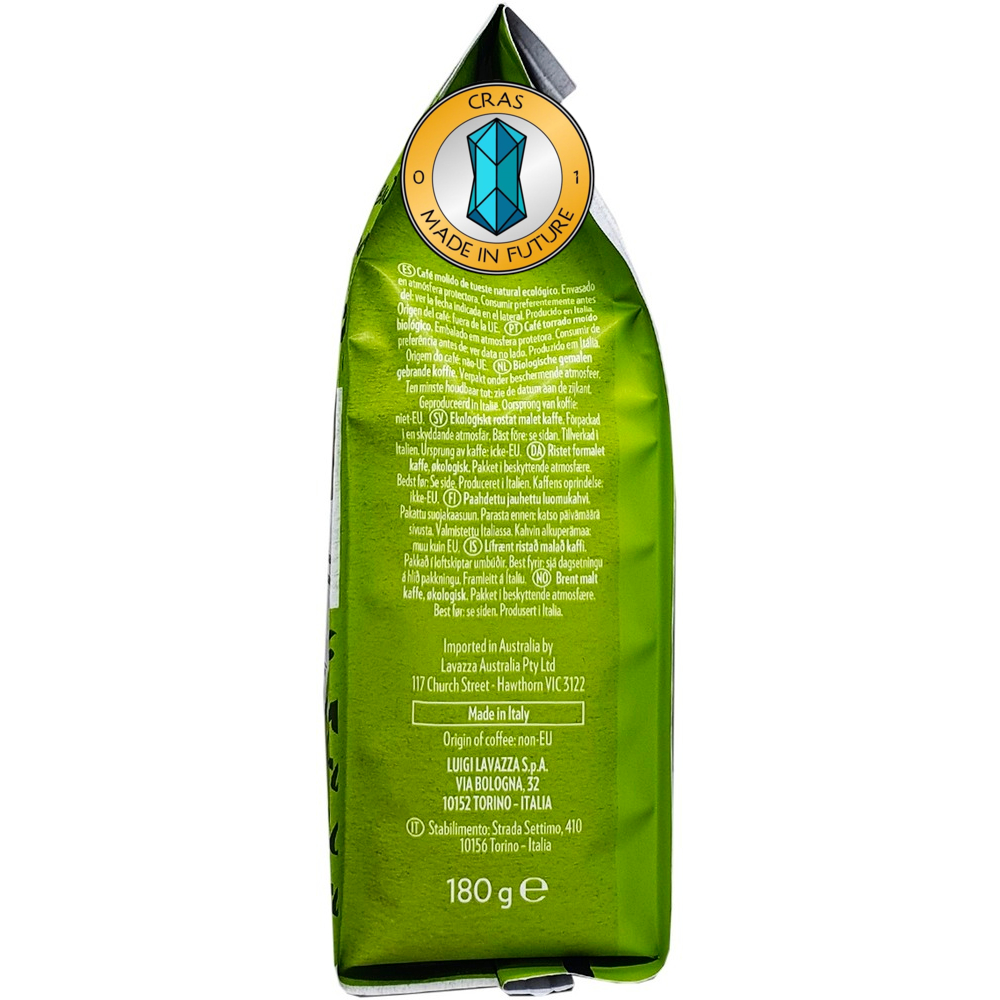 CRAS
0 1
MADE IN FUTURE
ES Café molido de tueste natural ecológico. Envasado
en atmósfera protectora. Consumir preferentemente antes
del: ver la fecha indicada en el lateral. Producido en Italia.
Origen del café: fuera de la UE. PT Café torrado moído
biológico. Embalado em atmosfera protetora. Consumir de
preferência antes de: ver data no lado. Produzido em Itália.
Origem do café: não-UE. NL Biologische gemalen
gebrande koffie. Verpakt onder beschermende atmosfeer.
Ten minste houdbaar tot: zie de datum aan de zijkant.
Geproduceerd in Italië. Oorsprong van koffie:
niet-EU. SV Ekologiskt rostat malet kaffe. Förpackad
i en skyddande atmosfär. Bäst före: se sidan. Tillverkad i
Italien. Ursprung av kaffe: icke-EU. DA Ristet formalet
kaffe, økologisk. Pakket i beskyttende atmosfære.
Bedst før: Se side. Produceret i Italien. Kaffens oprindelse:
ikke-EU. FI Paahdettu jauhettu luomukahvi.
Pakattu suojakaasuun. Parasta ennen: katso päivämäärä
sivusta. Valmistettu Italiassa. Kahvin alkuperämaa:
muu kuin EU. IS Lífrænt ristað malað kaffi.
Pakkað í loftskiptar umbúðir. Best fyrir: sjá dagsetningu
á hlið pakkningu. Framleitt á Ítalíu. NO Brent malt
kaffe, økologisk. Pakket i beskyttende atmosfære.
Best før: se siden. Produsert i Italia.
Imported in Australia by
Lavazza Australia Pty Ltd
117 Church Street - Hawthorn VIC 3122
Made in Italy
Origin of coffee: non-EU
LUIGI LAVAZZA S.p.A.
VIA BOLOGNA, 32
10152 TORINO - ITALIA
IT Stabilimento: Strada Settimo, 410
10156 Torino - Italia
180 g e